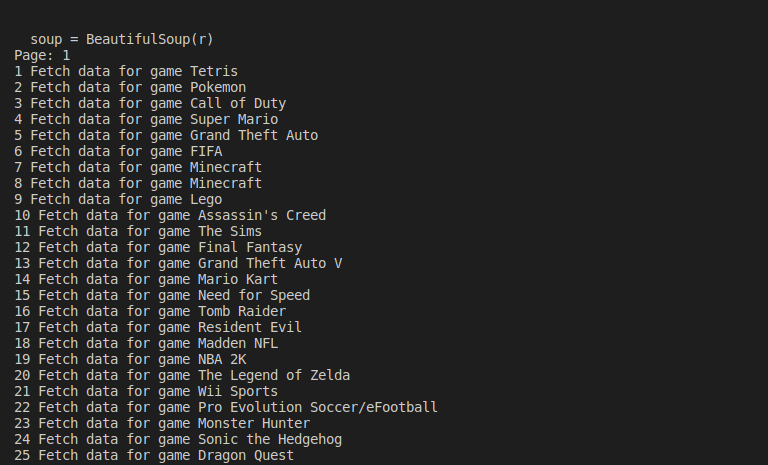 soup = BeautifulSoup(r)
Page: 1
1 Fetch data for game Tetris
2 Fetch data for game Pokemon
3 Fetch data for game Call of Duty
4 Fetch data for game Super Mario
5 Fetch data for game Grand Theft Auto
6 Fetch data for game FIFA
7 Fetch data for game Minecraft
8 Fetch data for game Minecraft
9 Fetch data for game Lego
10 Fetch data for game Assassin's Creed
11 Fetch data for game The Sims
12 Fetch data for game Final Fantasy
13 Fetch data for game Grand Theft Auto V
14 Fetch data for game Mario Kart
15 Fetch data for game Need for Speed
16 Fetch data for game Tomb Raider
17 Fetch data for game Resident Evil
18 Fetch data for game Madden NFL
19 Fetch data for game NBA 2K
20 Fetch data for game The Legend of Zelda
21 Fetch data for game Wii Sports
22 Fetch data for game Pro Evolution Soccer/eFootball
23 Fetch data for game Monster Hunter
24 Fetch data for game Sonic the Hedgehog
25 Fetch data for game Dragon Quest